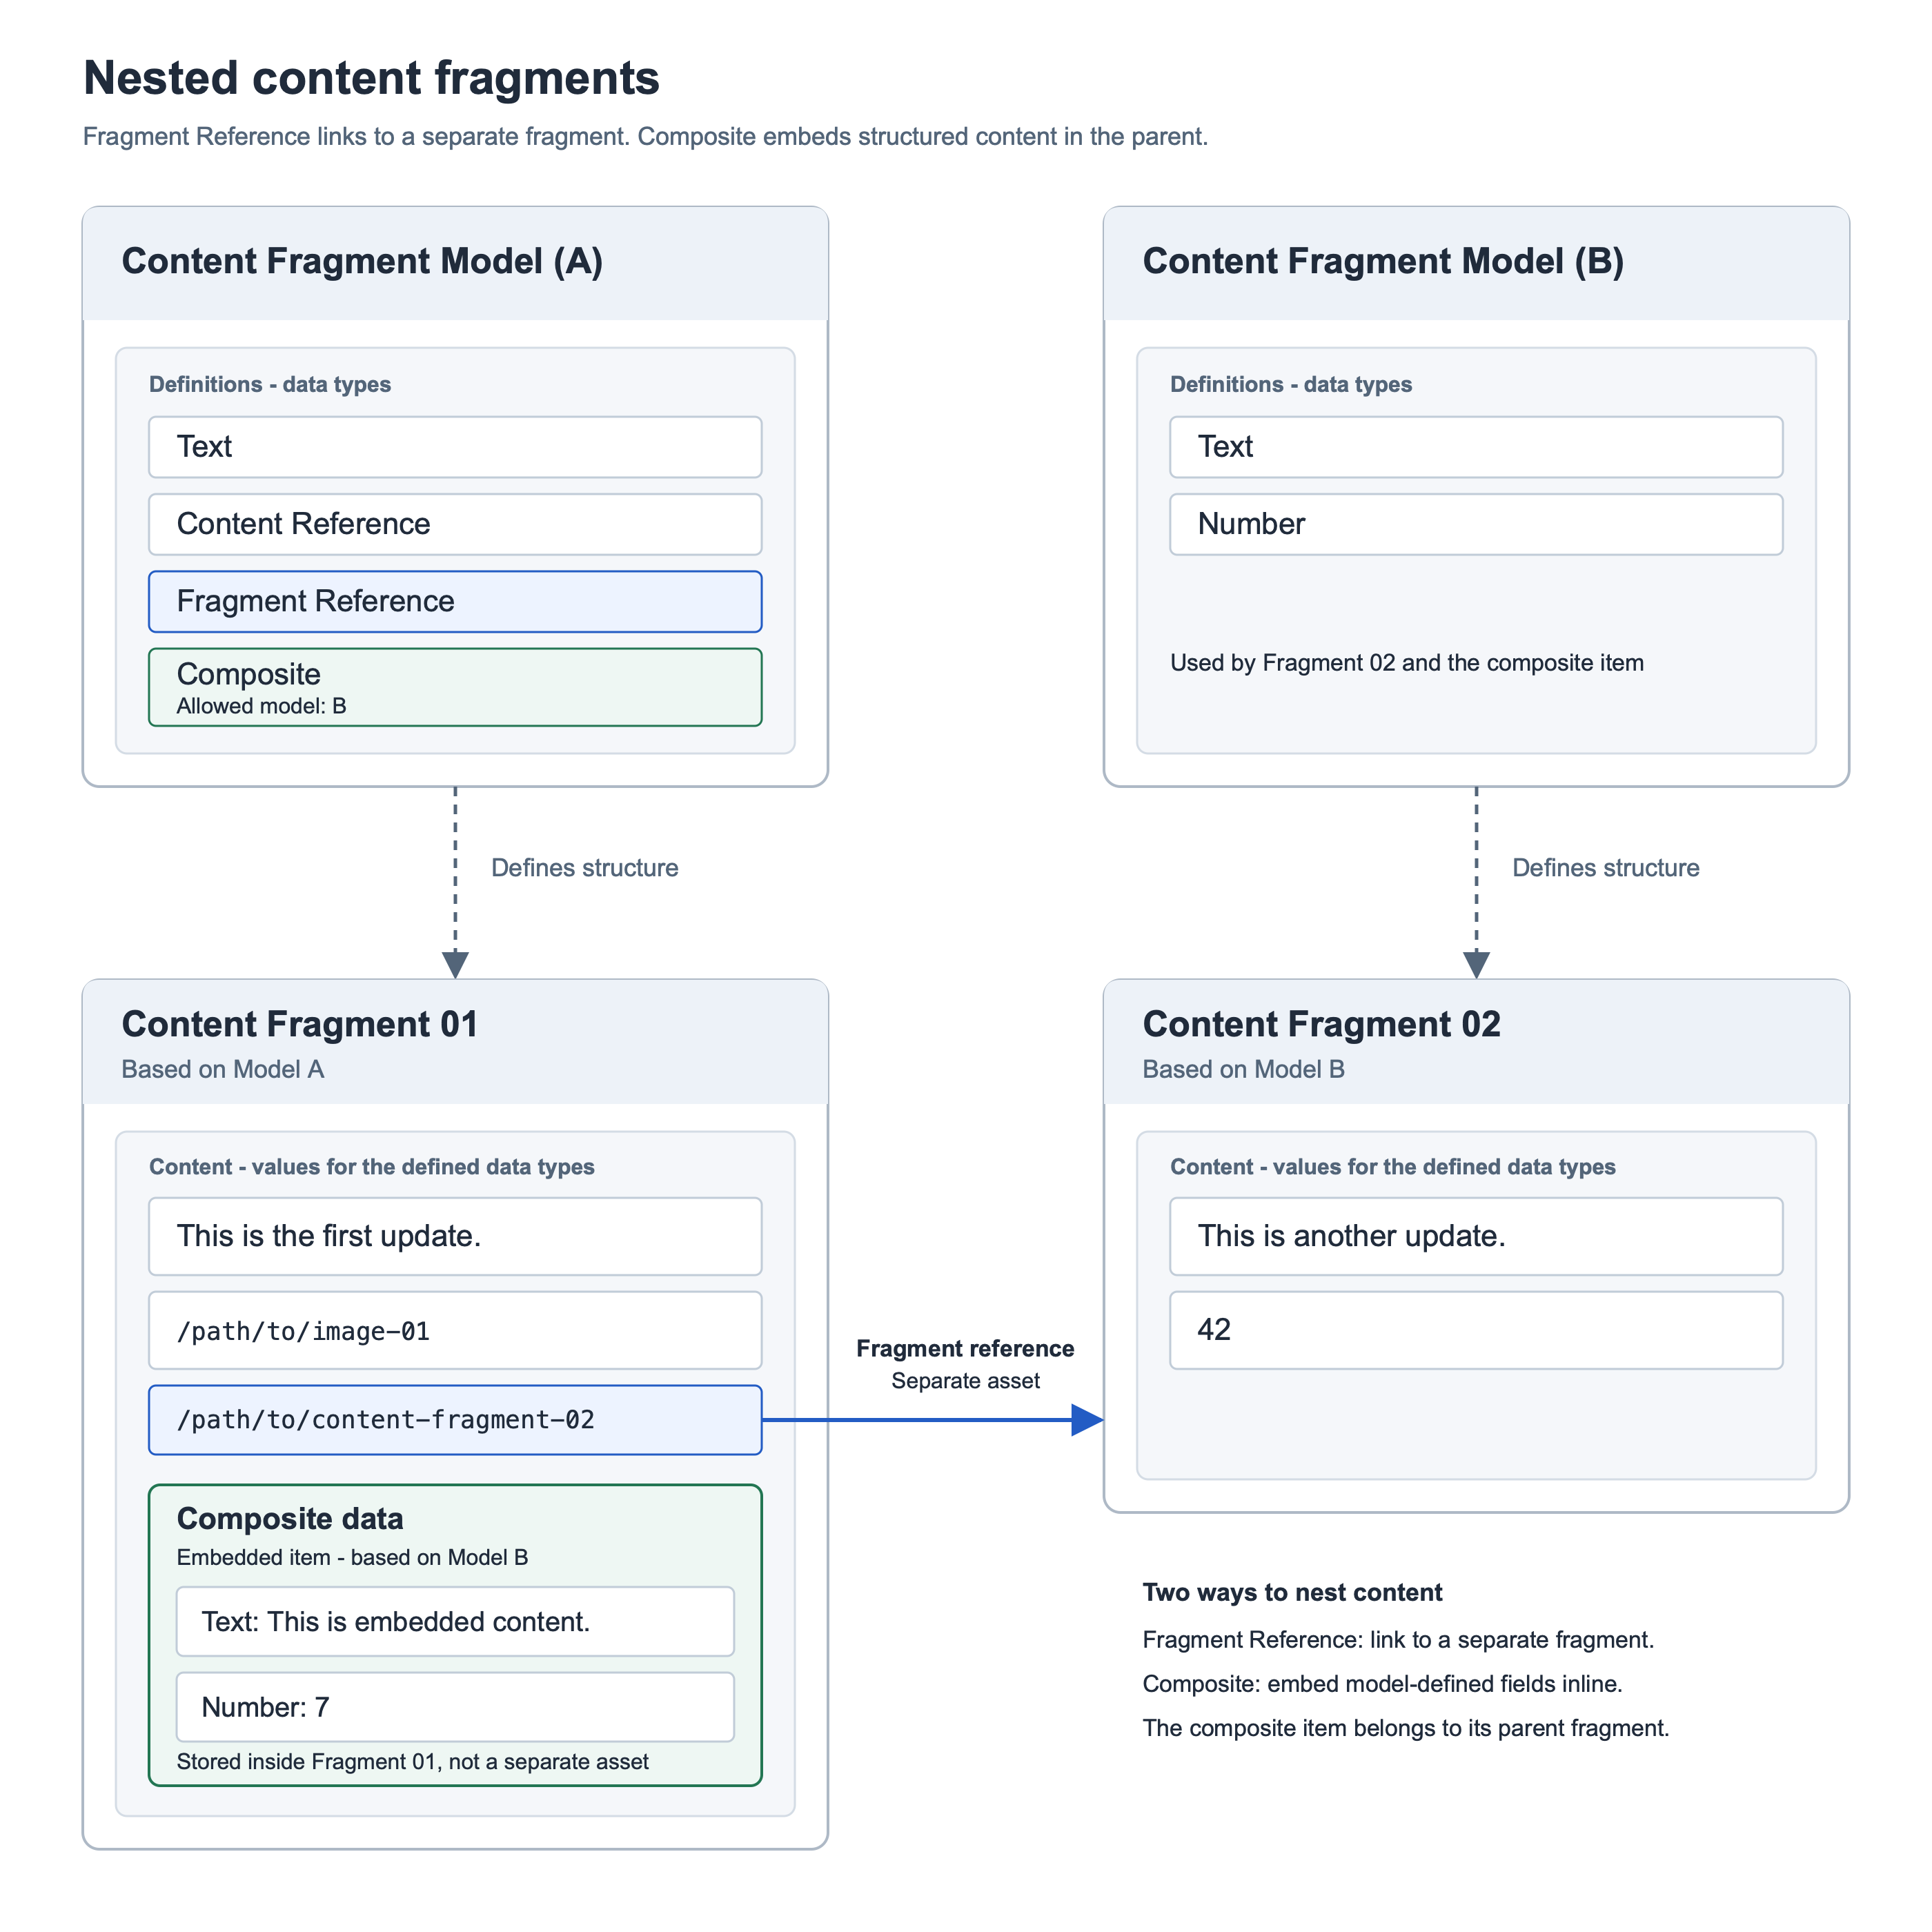 Nested content fragments
Fragment Reference links to a separate fragment. Composite embeds structured content in the parent.
Content Fragment Model (A)
Definitions - data types
Text
Content Reference
Fragment Reference
Composite
Allowed model: B
Content Fragment Model (B)
Definitions - data types
Text
Number
Used by Fragment 02 and the composite item
Defines structure
Defines structure
Content Fragment 01
Based on Model A
Content - values for the defined data types
This is the first update.
/path/to/image-01
/path/to/content-fragment-02
Composite data
Embedded item - based on Model B
Text: This is embedded content.
Number: 7
Stored inside Fragment 01, not a separate asset
Fragment reference
Separate asset
Content Fragment 02
Based on Model B
Content - values for the defined data types
This is another update.
42
Two ways to nest content
Fragment Reference: link to a separate fragment.
Composite: embed model-defined fields inline.
The composite item belongs to its parent fragment.